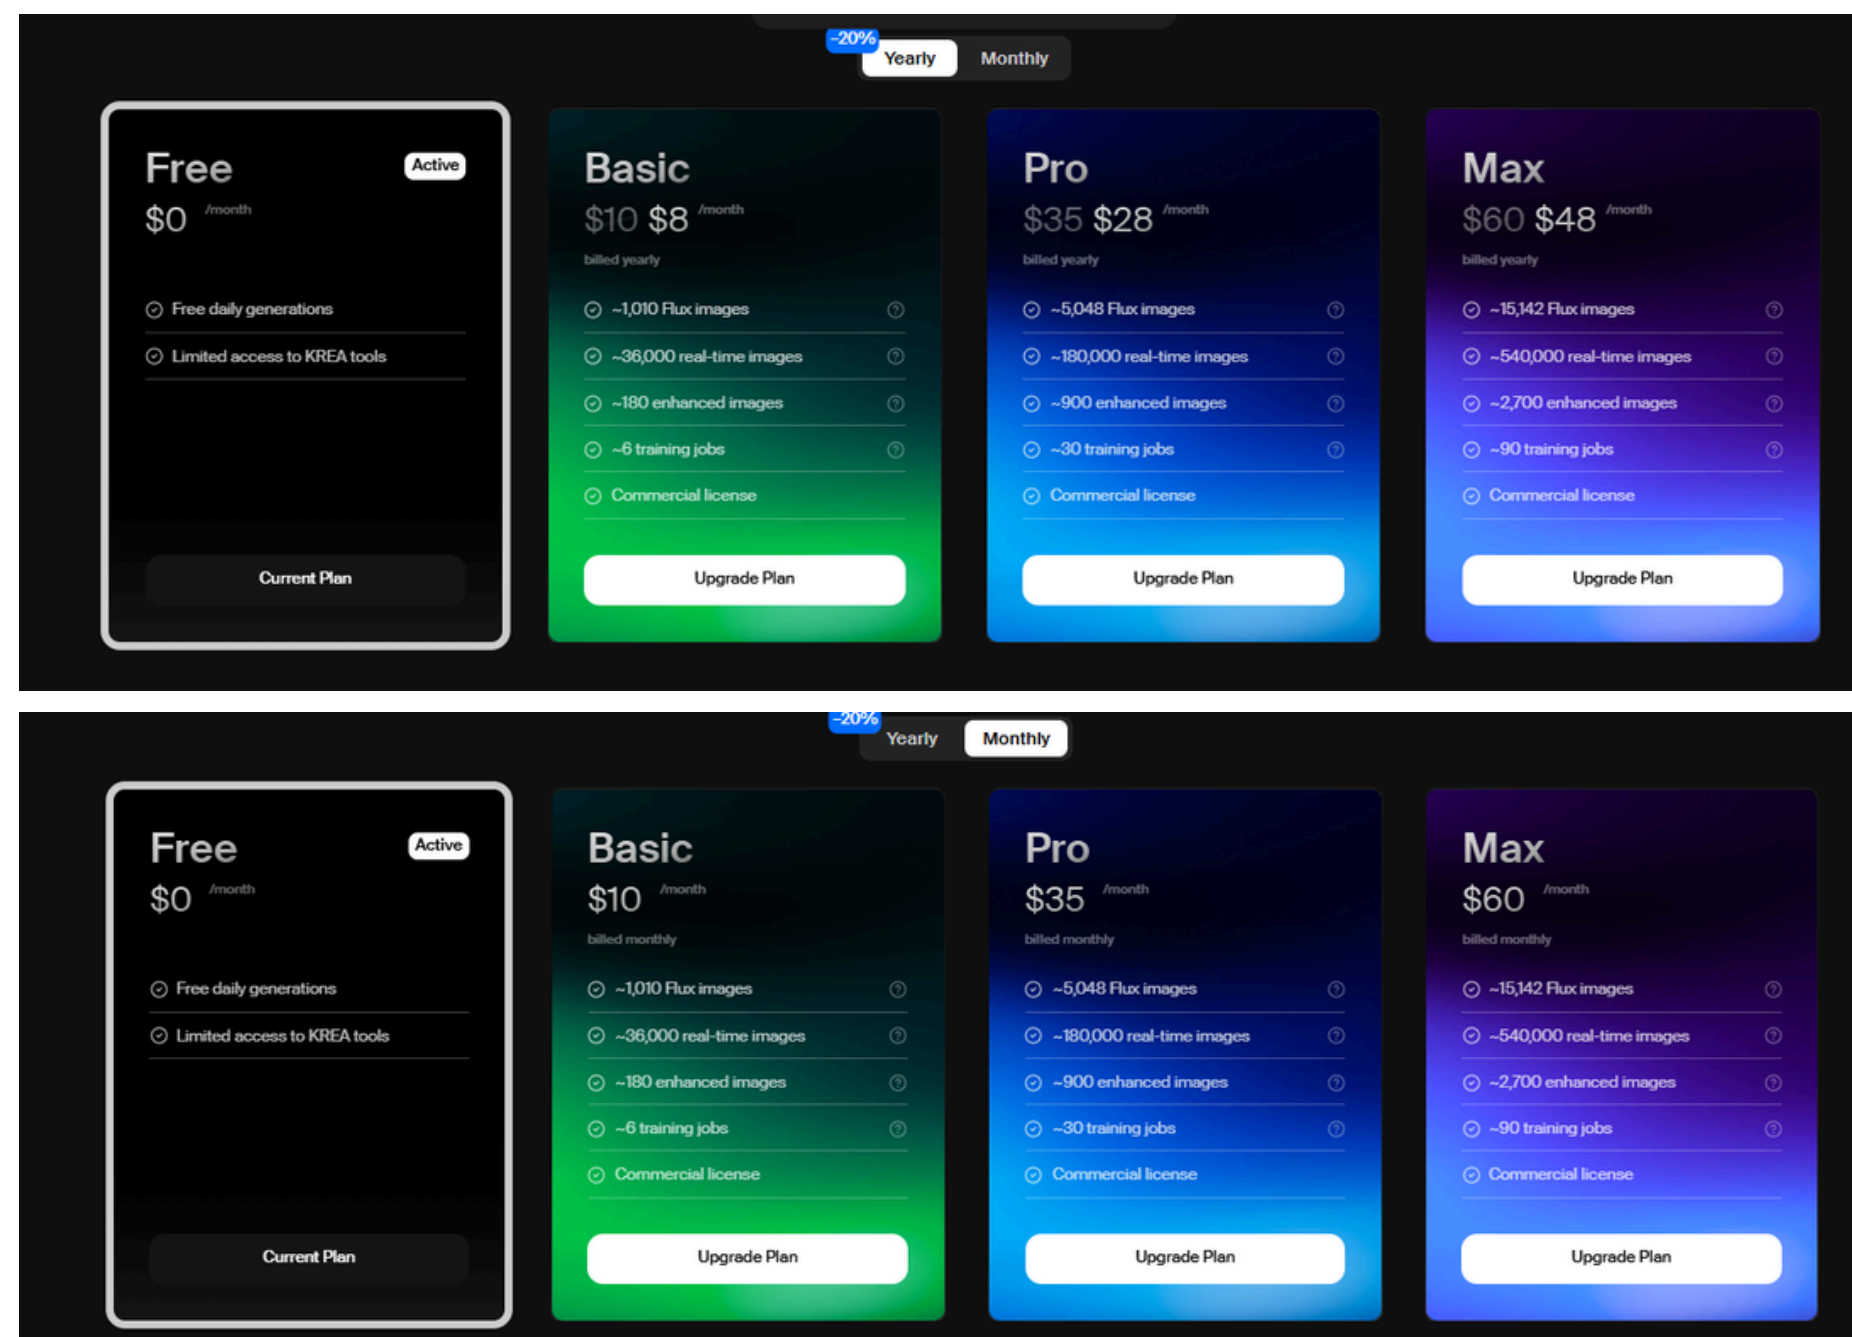 -20%
Yearly Monthly
Free Active
$0 /month
Free daily generations
Limited access to KREA tools
Current Plan
Basic
$10 $8 /month
billed yearly
~1,010 Flux images
~36,000 real-time images
~180 enhanced images
~6 training jobs
Commercial license
Upgrade Plan
Pro
$35 $28 /month
billed yearly
~5,048 Flux images
~180,000 real-time images
~900 enhanced images
~30 training jobs
Commercial license
Upgrade Plan
Max
$60 $48 /month
billed yearly
~15,142 Flux images
~540,000 real-time images
~2,700 enhanced images
~90 training jobs
Commercial license
Upgrade Plan
-20%
Yearly Monthly
Free Active
$0 /month
Free daily generations
Limited access to KREA tools
Current Plan
Basic
$10 /month
billed monthly
~1,010 Flux images
~36,000 real-time images
~180 enhanced images
~6 training jobs
Commercial license
Upgrade Plan
Pro
$35 /month
billed monthly
~5,048 Flux images
~180,000 real-time images
~900 enhanced images
~30 training jobs
Commercial license
Upgrade Plan
Max
$60 /month
billed monthly
~15,142 Flux images
~540,000 real-time images
~2,700 enhanced images
~90 training jobs
Commercial license
Upgrade Plan